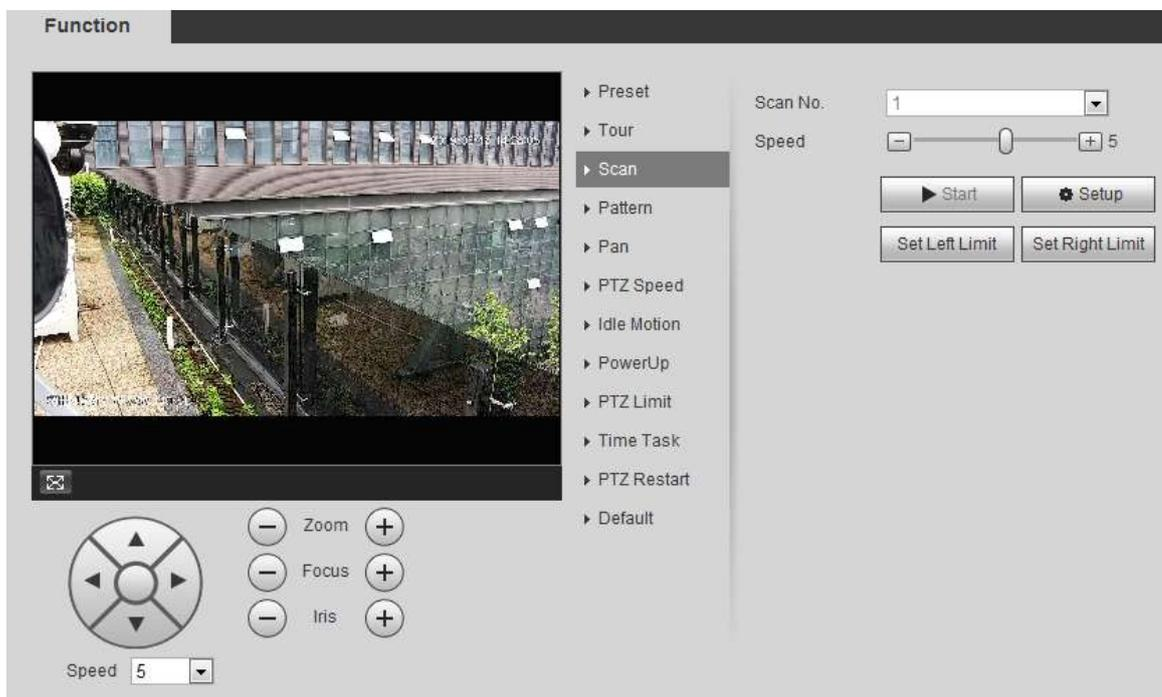 Function
Preset
Tour
Scan
Pattern
Pan
PTZ Speed
Idle Motion
PowerUp
PTZ Limit
Time Task
PTZ Restart
Default
Scan No. 1
Speed 5
Start
Setup
Set Left Limit
Set Right Limit
Zoom
Focus
Iris
Speed 5